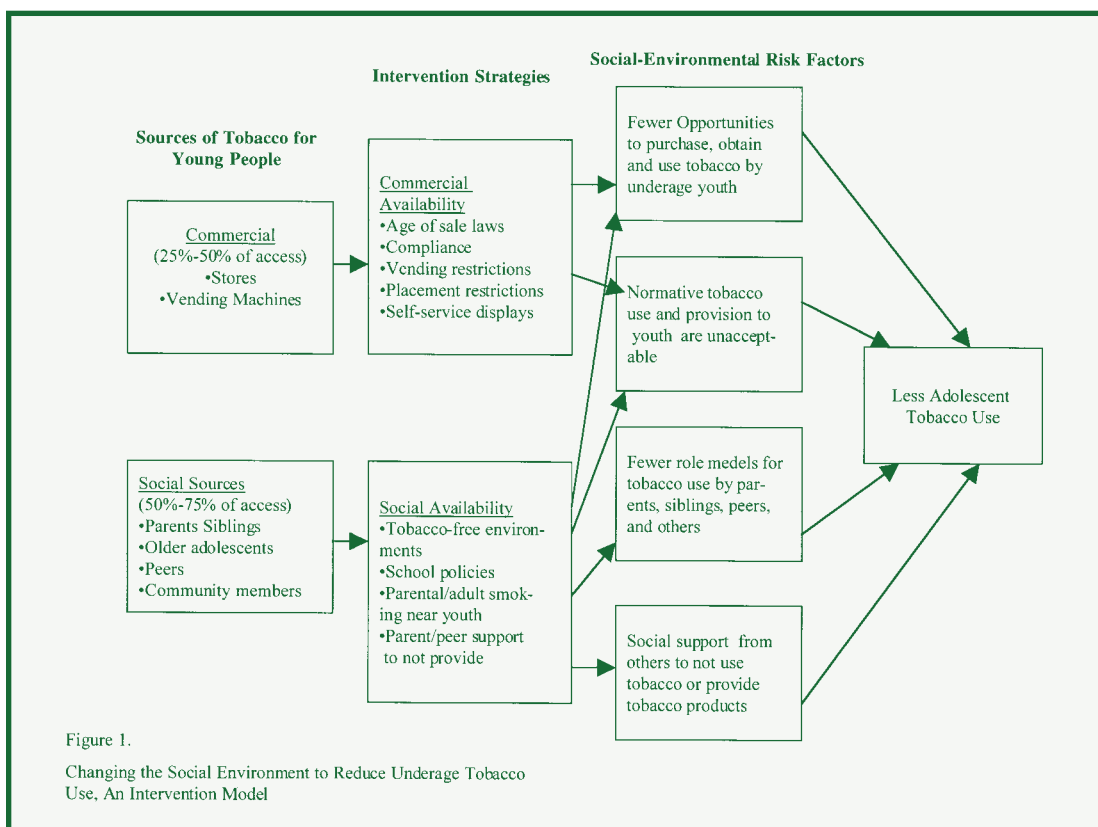 Social-Environmental Risk Factors
Intervention Strategies
Sources of Tobacco for
Young People
Commercial
(25%-50% of access)
•Stores
•Vending Machines
Commercial
Availability
•Age of sale laws
•Compliance
•Vending restrictions
•Placement restrictions
•Self-service displays
Fewer Opportunities
to purchase, obtain
and use tobacco by
underage youth
Normative tobacco
use and provision to
youth are unaccept-
able
Less Adolescent
Tobacco Use
Social Sources
(50%-75% of access)
•Parents Siblings
•Older adolescents
•Peers
•Community members
Social Availability
•Tobacco-free environ-
ments
•School policies
•Parental/adult smok-
ing near youth
•Parent/peer support
to not provide
Fewer role medels for
tobacco use by par-
ents, siblings, peers,
and others
Social support from
others to not use
tobacco or provide
tobacco products
Figure 1.
Changing the Social Environment to Reduce Underage Tobacco
Use, An Intervention Model